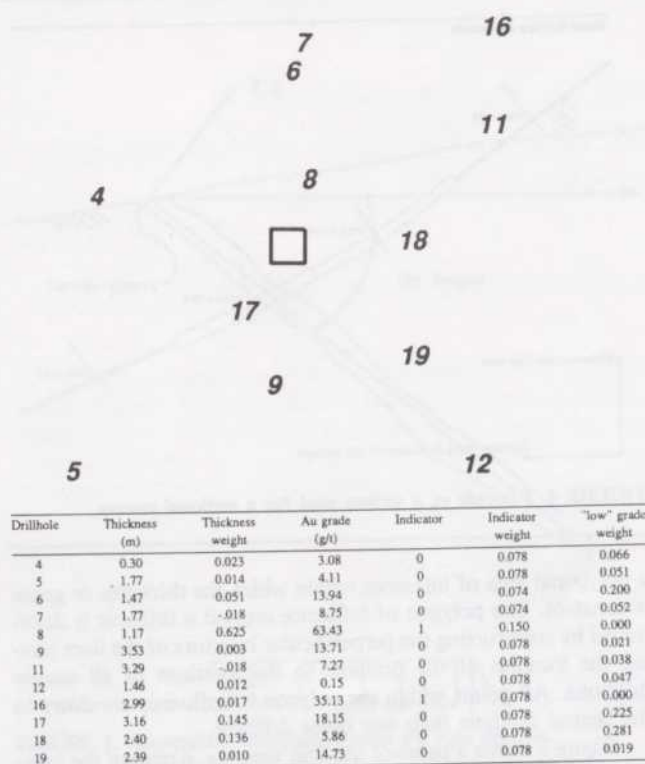 16
7
6
11
8
4
18
17
19
9
5
12
Drillhole Thickness (m) Thickness weight Au grade (g/t) Indicator Indicator weight "low" grade weight
4 0.30 0.023 3.08 0 0.078 0.066
5 1.77 0.014 4.11 0 0.078 0.051
6 1.47 0.051 13.94 0 0.074 0.200
7 1.77 .018 8.75 0 0.074 0.052
8 1.17 0.625 63.43 0 0.150 0.000
9 3.53 0.003 13.71 0 0.078 0.021
11 3.29 .018 7.27 0 0.078 0.038
12 1.46 0.012 0.15 0 0.078 0.047
16 2.99 0.017 35.13 0 0.078 0.000
17 3.16 0.145 18.15 0 0.078 0.225
18 2.40 0.136 5.86 0 0.078 0.281
19 2.39 0.010 14.73 0 0.078 0.019